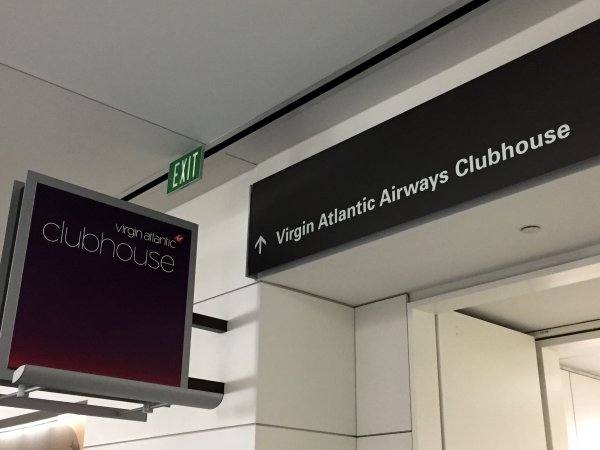 EXIT
virgin atlantic
clubhouse
↑ Virgin Atlantic Airways Clubhouse